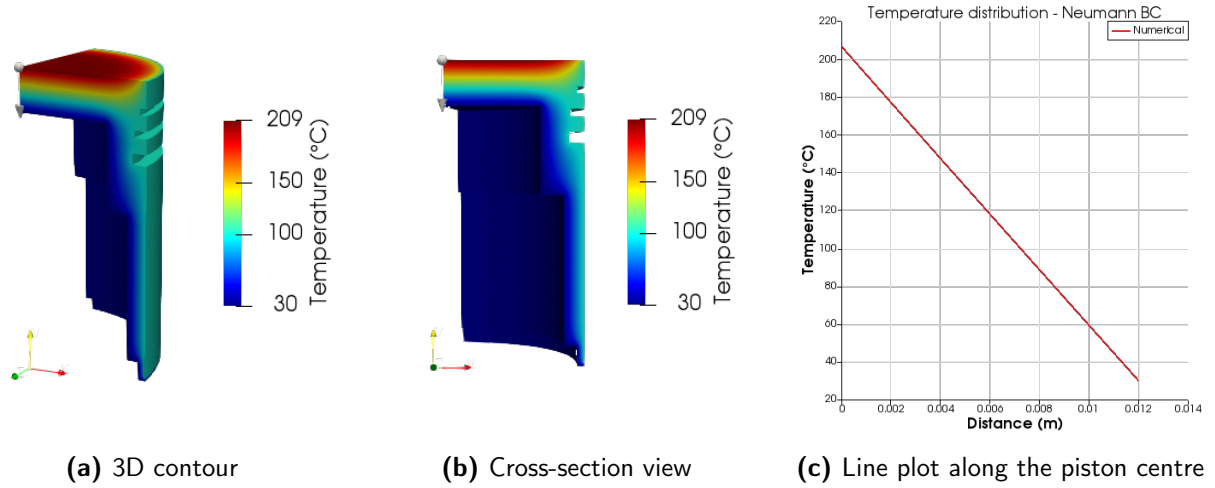 209
150
100
30
Temperature (°C)
209
150
100
30
Temperature (°C)
Temperature distribution - Neumann BC
Numerical
220
200
180
160
140
120
100
80
60
40
20
Temperature (°C)
0 0.002 0.004 0.006 0.008 0.01 0.012 0.014
Distance (m)
(a) 3D contour
(b) Cross-section view
(c) Line plot along the piston centre